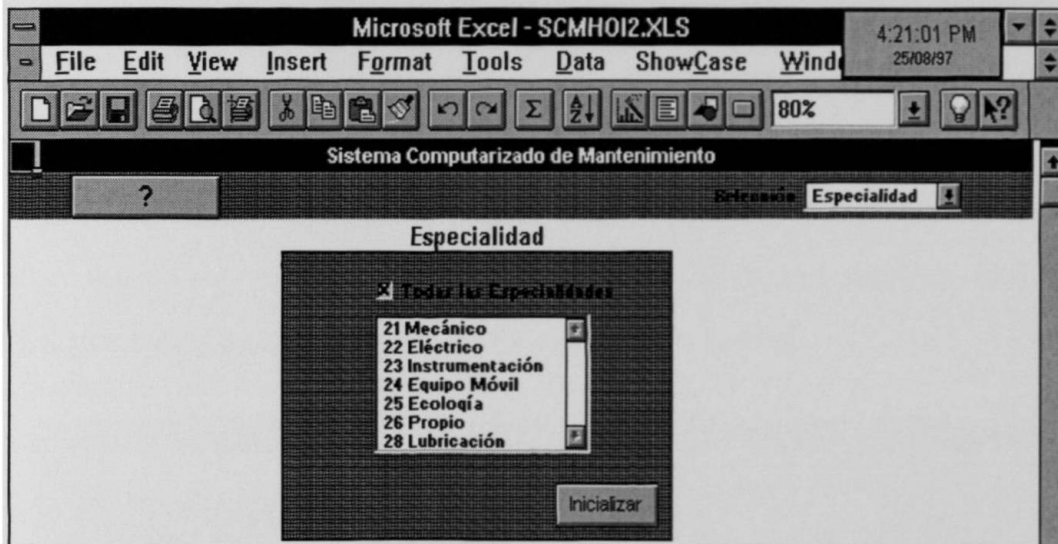 Microsoft Excel - SCMHOI2.XLS
4:21:01 PM
25/08/97
File Edit View Insert Format Tools Data ShowCase Wind
Σ A Z 80% ?
Sistema Computarizado de Mantenimiento
?
Selección Especialidad
Especialidad
Todas las Especialidades
21 Mecánico
22 Eléctrico
23 Instrumentación
24 Equipo Móvil
25 Ecología
26 Propio
28 Lubricación
Inicializar